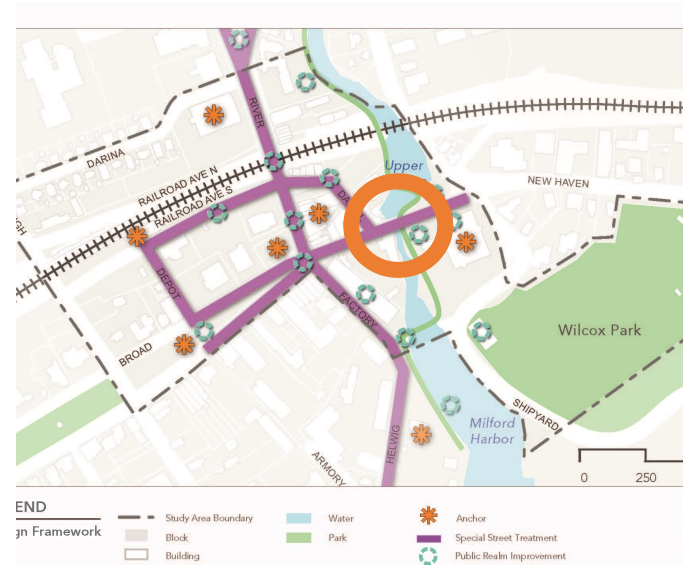 RIVER
DARINA
Upper
RAILROAD AVE N
RAILROAD AVE S
NEW HAVEN
DA
GH
DEPOT
FACTORY
BROAD
Wilcox Park
SHIPYARD
Milford
Harbor
HELWIG
ARMORY
0 250
END
gn Framework
Study Area Boundary
Block
Building
Water
Park
Anchor
Special Street Treatment
Public Realm Improvement